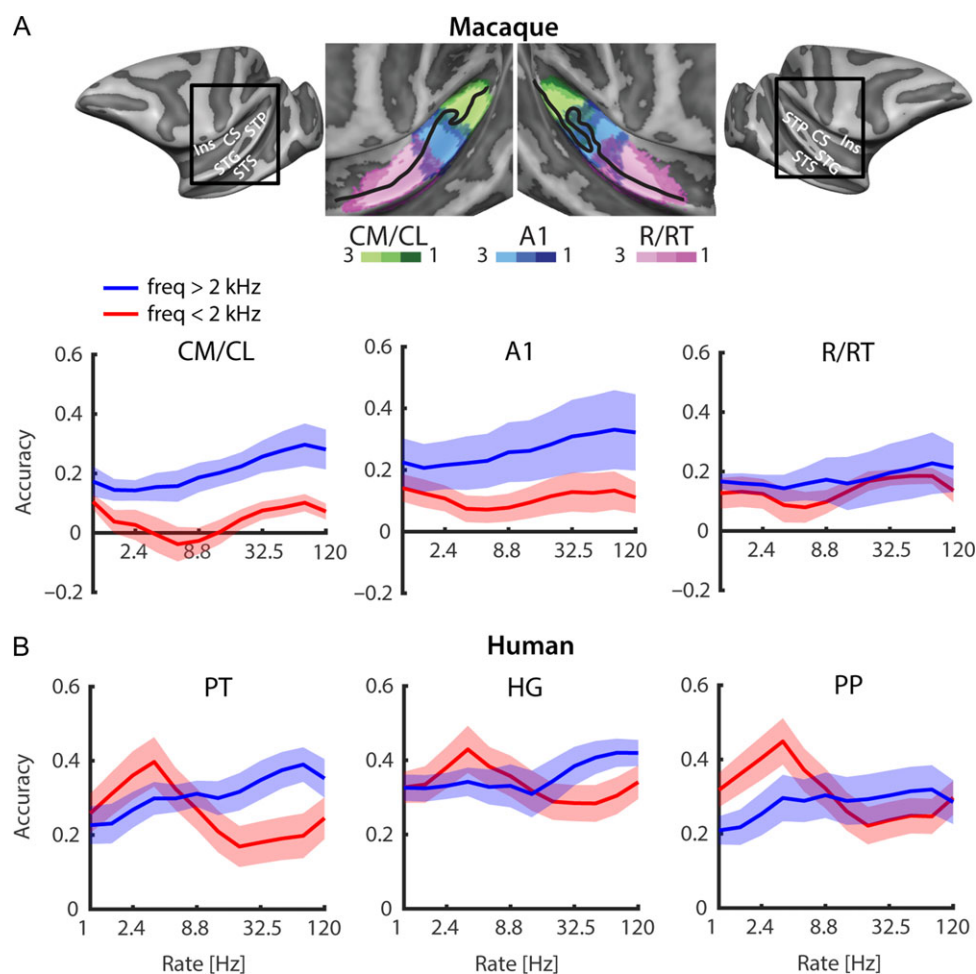 A
Macaque
Ins CS STP
STG
STS
STP CS Ins
STG
STS
CM/CL A1 R/RT
3 1 3 1 3 1
freq > 2 kHz
freq < 2 kHz
CM/CL A1 R/RT
0.6 0.6 0.6
0.4 0.4 0.4
Accuracy
0.2 0.2 0.2
0 0 0
2.4 8.8 32.5 120 2.4 8.8 32.5 120 2.4 8.8 32.5 120
−0.2 −0.2 −0.2
B
Human
PT HG PP
0.6 0.6 0.6
0.4 0.4 0.4
Accuracy
0.2 0.2 0.2
0 0 0
1 2.4 8.8 32.5 120 1 2.4 8.8 32.5 120 1 2.4 8.8 32.5 120
Rate [Hz] Rate [Hz] Rate [Hz]